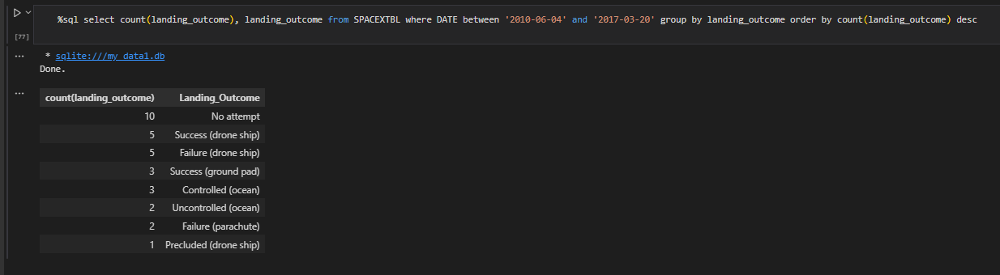 %sql select count(landing_outcome), landing_outcome from SPACEXTBL where DATE between '2010-06-04' and '2017-03-20' group by landing_outcome order by count(landing_outcome) desc
[77]
... * sqlite:///my_data1.db
Done.
...
count(landing_outcome) Landing_Outcome
10 No attempt
5 Success (drone ship)
5 Failure (drone ship)
3 Success (ground pad)
3 Controlled (ocean)
2 Uncontrolled (ocean)
2 Failure (parachute)
1 Precluded (drone ship)